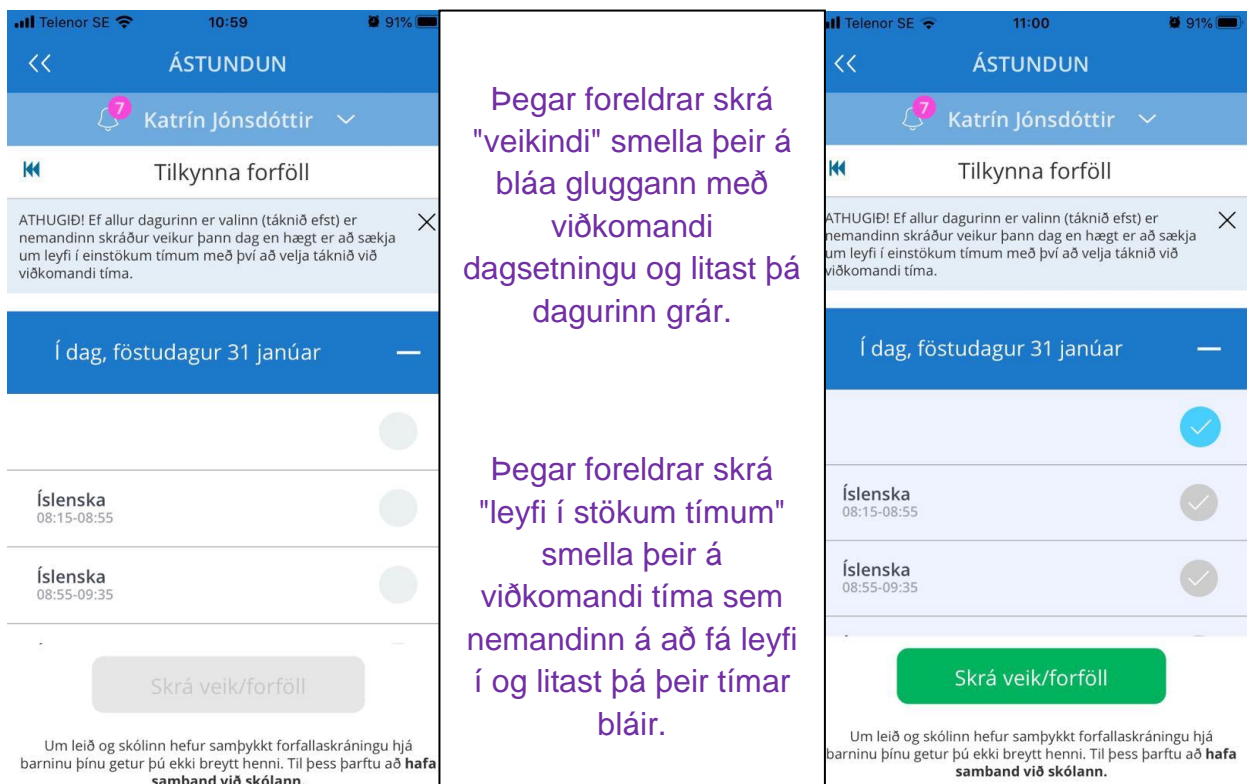 Telenor SE 10:59 91%
<< ÁSTUNDUN
7 Katrín Jónsdóttir
Tilkynna forföll
ATHUGIÐ! Ef allur dagurinn er valinn (táknið efst) er
nemandinn skráður veikur þann dag en hægt er að sækja
um leyfi í einstökum tímum með því að velja táknið við
viðkomandi tíma.
Í dag, föstudagur 31 janúar
Íslenska
08:15-08:55
Íslenska
08:55-09:35
Skrá veik/forföll
Um leið og skólinn hefur samþykkt forfallaskráningu hjá
barninu þínu getur þú ekki breytt henni. Til þess þarftu að hafa
samband við skólann.
Þegar foreldrar skrá
"veikindi" smella þeir á
bláa gluggann með
viðkomandi
dagsetningu og litast þá
dagurinn grár.
Þegar foreldrar skrá
"leyfi í stökum tímum"
smella þeir á
viðkomandi tíma sem
nemandinn á að fá leyfi
í og litast þá þeir tímar
bláir.
Telenor SE 11:00 91%
<< ÁSTUNDUN
7 Katrín Jónsdóttir
Tilkynna forföll
ATHUGIÐ! Ef allur dagurinn er valinn (táknið efst) er
nemandinn skráður veikur þann dag en hægt er að sækja
um leyfi í einstökum tímum með því að velja táknið við
viðkomandi tíma.
Í dag, föstudagur 31 janúar
Íslenska
08:15-08:55
Íslenska
08:55-09:35
Skrá veik/forföll
Um leið og skólinn hefur samþykkt forfallaskráningu hjá
barninu þínu getur þú ekki breytt henni. Til þess þarftu að hafa
samband við skólann.